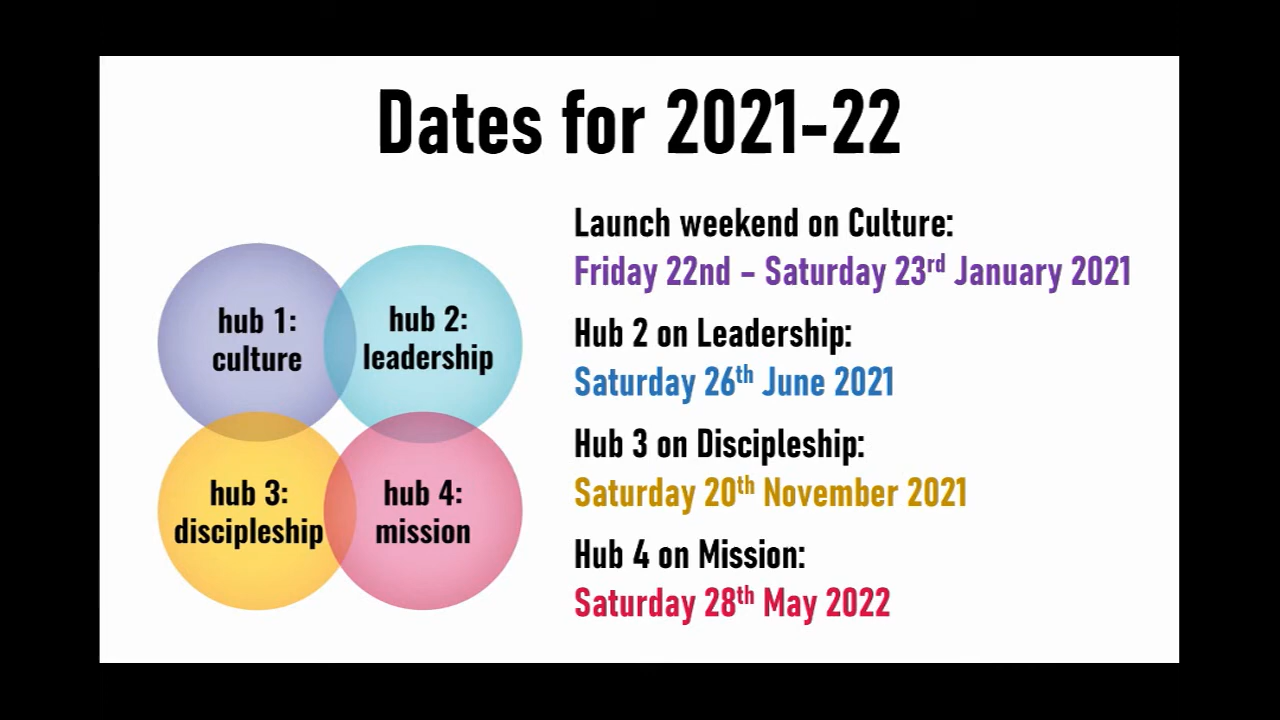 Dates for 2021-22
hub 1:
culture
hub 2:
leadership
hub 3:
discipleship
hub 4:
mission
Launch weekend on Culture:
Friday 22nd – Saturday 23rd January 2021
Hub 2 on Leadership:
Saturday 26th June 2021
Hub 3 on Discipleship:
Saturday 20th November 2021
Hub 4 on Mission:
Saturday 28th May 2022